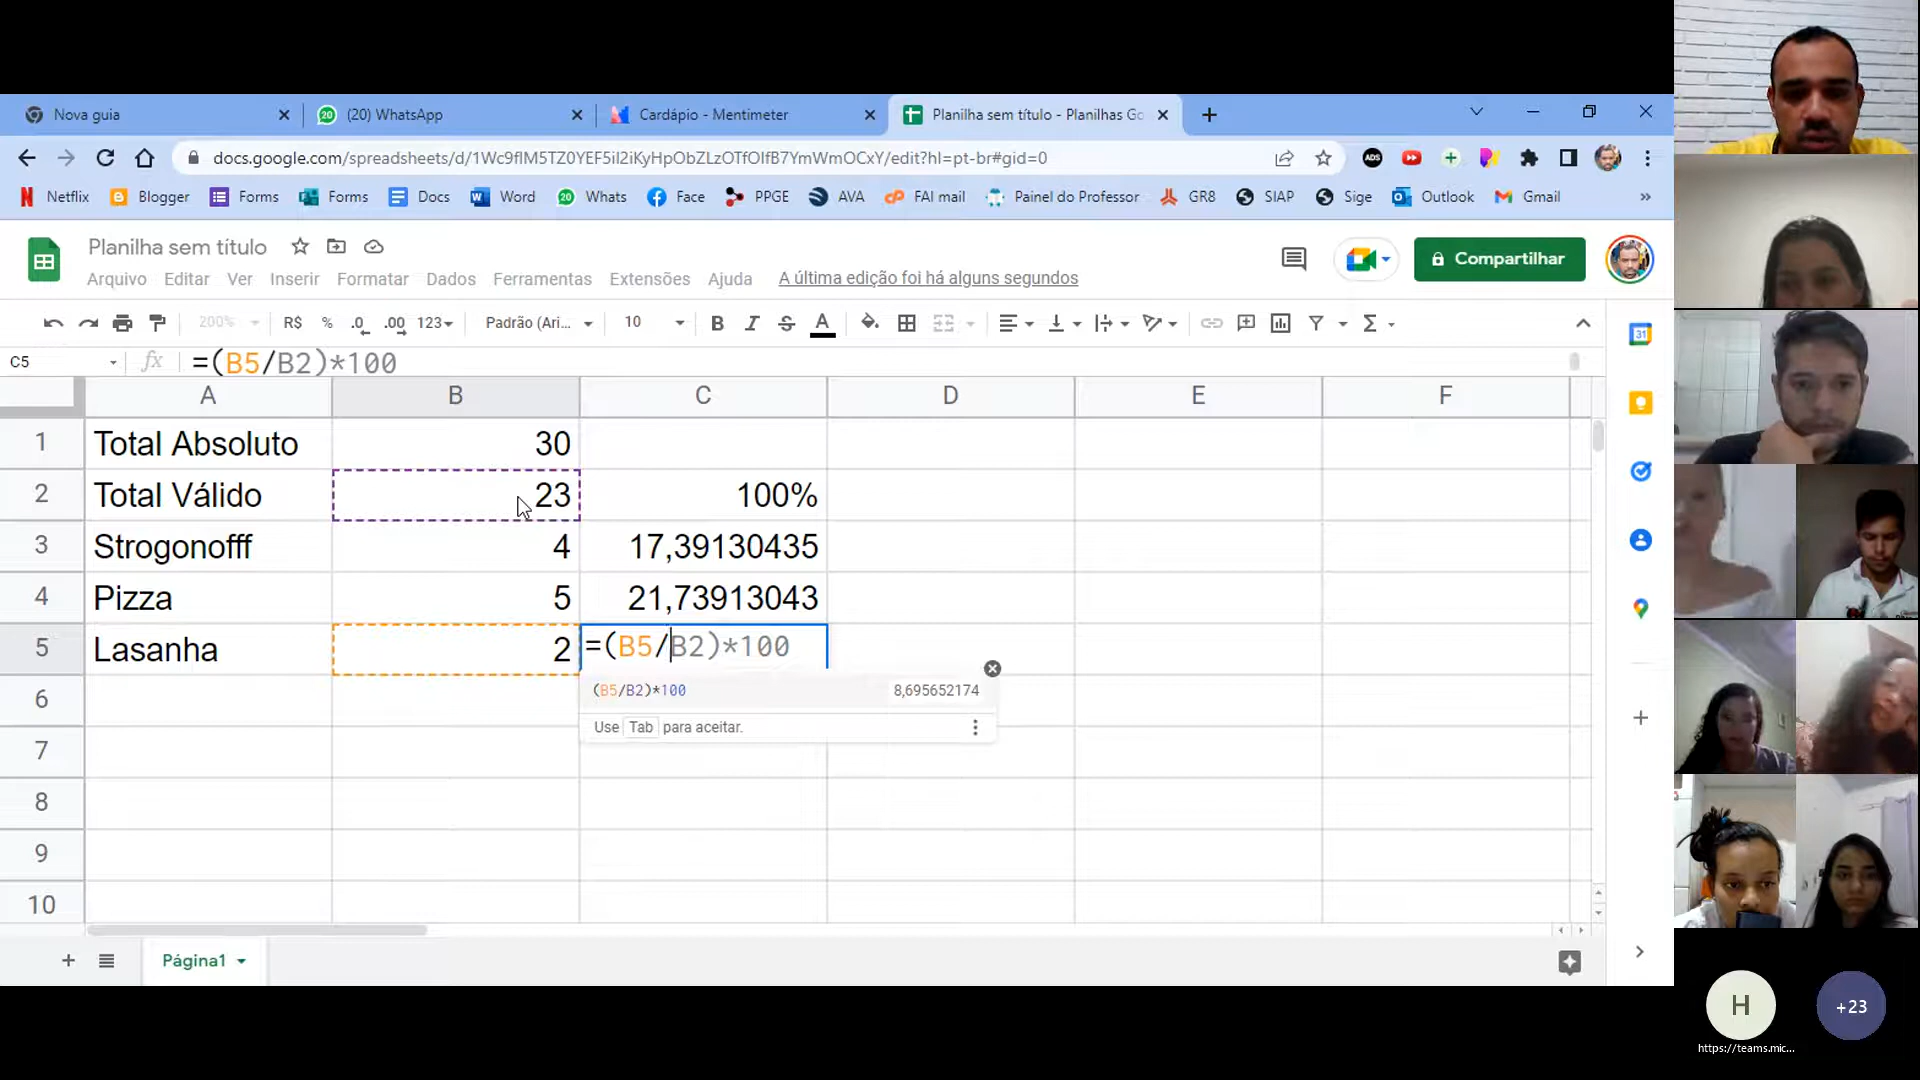 Nova guia
(20) WhatsApp
Cardápio - Mentimeter
Planilha sem título - Planilhas Go
docs.google.com/spreadsheets/d/1Wc9flM5TZ0YEF5il2iKyHpObZLzOTfOlfB7YmWmOCxY/edit?hl=pt-br#gid=0
ADS
Netflix Blogger Forms Forms Docs Word Whats Face PPGE AVA FAI mail Painel do Professor GR8 SIAP Sige Outlook Gmail »
Planilha sem título
Arquivo Editar Ver Inserir Formatar Dados Ferramentas Extensões Ajuda A última edição foi há alguns segundos
Compartilhar
200% R$ % .0 .00 123 Padrão (Ari... 10 B I S A Σ
31
C5 fx =(B5/B2)*100
A B C D E F
1 Total Absoluto 30
2 Total Válido 23 100%
3 Strogonofff 4 17,39130435
4 Pizza 5 21,73913043
5 Lasanha 2 =(B5/B2)*100
(B5/B2)*100 8,695652174
Use Tab para aceitar.
6
7
8
9
10
Página1
H
+23
https://teams.mic...